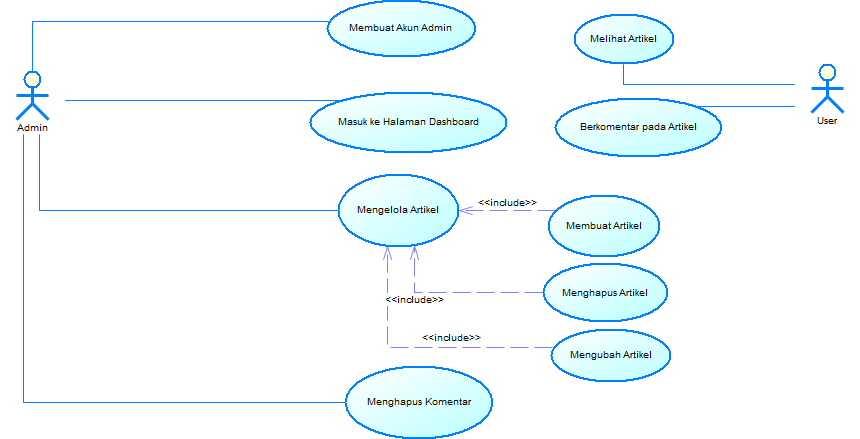 Membuat Akun Admin
Melihat Artikel
Admin
Masuk ke Halaman Dashboard
Berkomentar pada Artikel
User
Mengelola Artikel
<<include>>
Membuat Artikel
Menghapus Artikel
<<include>>
<<include>>
Mengubah Artikel
Menghapus Komentar